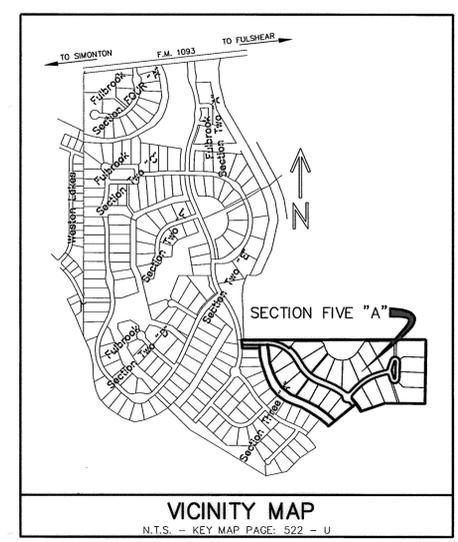 TO SIMONTON
F.M. 1093
TO FULSHEAR
Fulbrook
Section FOUR "A"
Fulbrook
Section Two "A"
Fulbrook
Section Two "C"
Weston Lakes
Section Two "F"
Section Two "E"
Fulbrook
Section Two "D"
Section Three "A"
SECTION FIVE "A"
N
VICINITY MAP
N.T.S. – KEY MAP PAGE: 522 – U